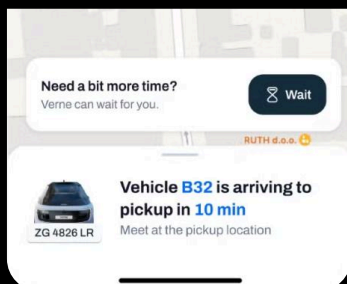 Need a bit more time?
Verne can wait for you.
Wait
RUTH d.o.o.
Vehicle B32 is arriving to
pickup in 10 min
Meet at the pickup location
ZG 4826 LR